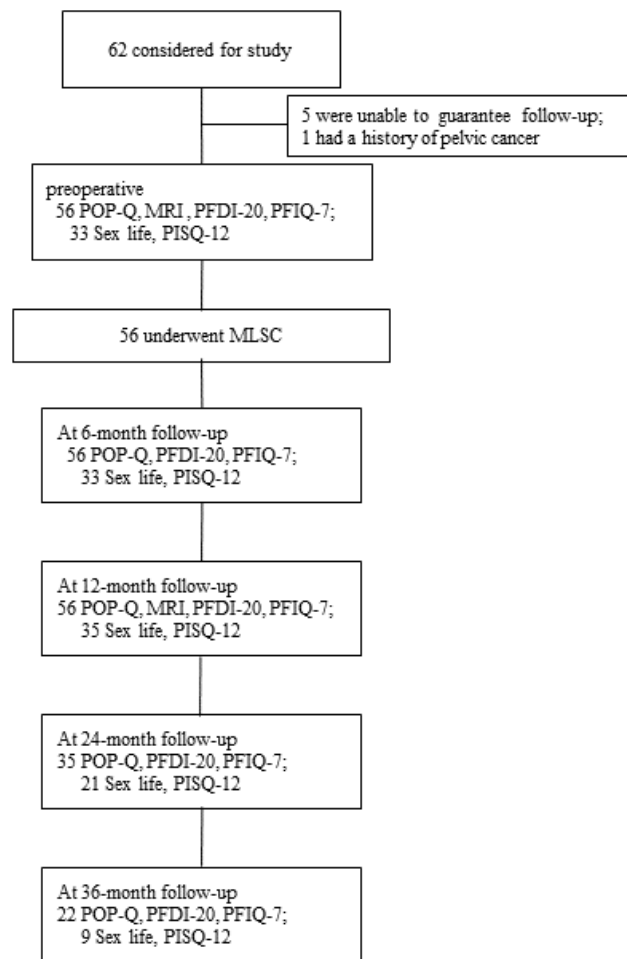 62 considered for study
5 were unable to guarantee follow-up;
1 had a history of pelvic cancer
preoperative
56 POP-Q, MRI , PFDI-20, PFIQ-7;
33 Sex life, PISQ-12
56 underwent MLSC
At 6-month follow-up
56 POP-Q, PFDI-20, PFIQ-7;
33 Sex life, PISQ-12
At 12-month follow-up
56 POP-Q, MRI, PFDI-20, PFIQ-7;
35 Sex life, PISQ-12
At 24-month follow-up
35 POP-Q, PFDI-20, PFIQ-7;
21 Sex life, PISQ-12
At 36-month follow-up
22 POP-Q, PFDI-20, PFIQ-7;
9 Sex life, PISQ-12